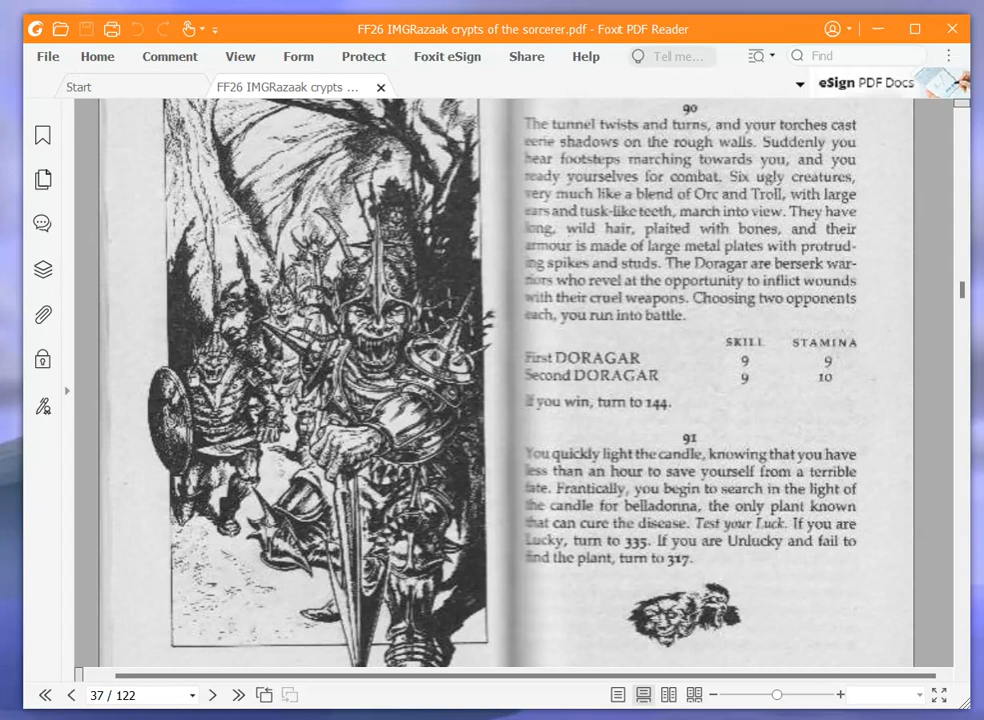 FF26 IMGRazaak crypts of the sorcerer.pdf - Foxit PDF Reader
File Home Comment View Form Protect Foxit eSign Share Help Tell me... Find
Start FF26 IMGRazaak crypts ... eSign PDF Docs
90
The tunnel twists and turns, and your torches cast
eerie shadows on the rough walls. Suddenly you
hear footsteps marching towards you, and you
ready yourselves for combat. Six ugly creatures,
very much like a blend of Orc and Troll, with large
ears and tusk-like teeth, march into view. They have
long, wild hair, plaited with bones, and their
armour is made of large metal plates with protrud-
ing spikes and studs. The Doragar are berserk war-
riors who revel at the opportunity to inflict wounds
with their cruel weapons. Choosing two opponents
each, you run into battle.
SKILL STAMINA
First DORAGAR 9 9
Second DORAGAR 9 10
If you win, turn to 144.
91
You quickly light the candle, knowing that you have
less than an hour to save yourself from a terrible
fate. Frantically, you begin to search in the light of
the candle for belladonna, the only plant known
that can cure the disease. Test your Luck. If you are
Lucky, turn to 335. If you are Unlucky and fail to
find the plant, turn to 317.
37 / 122